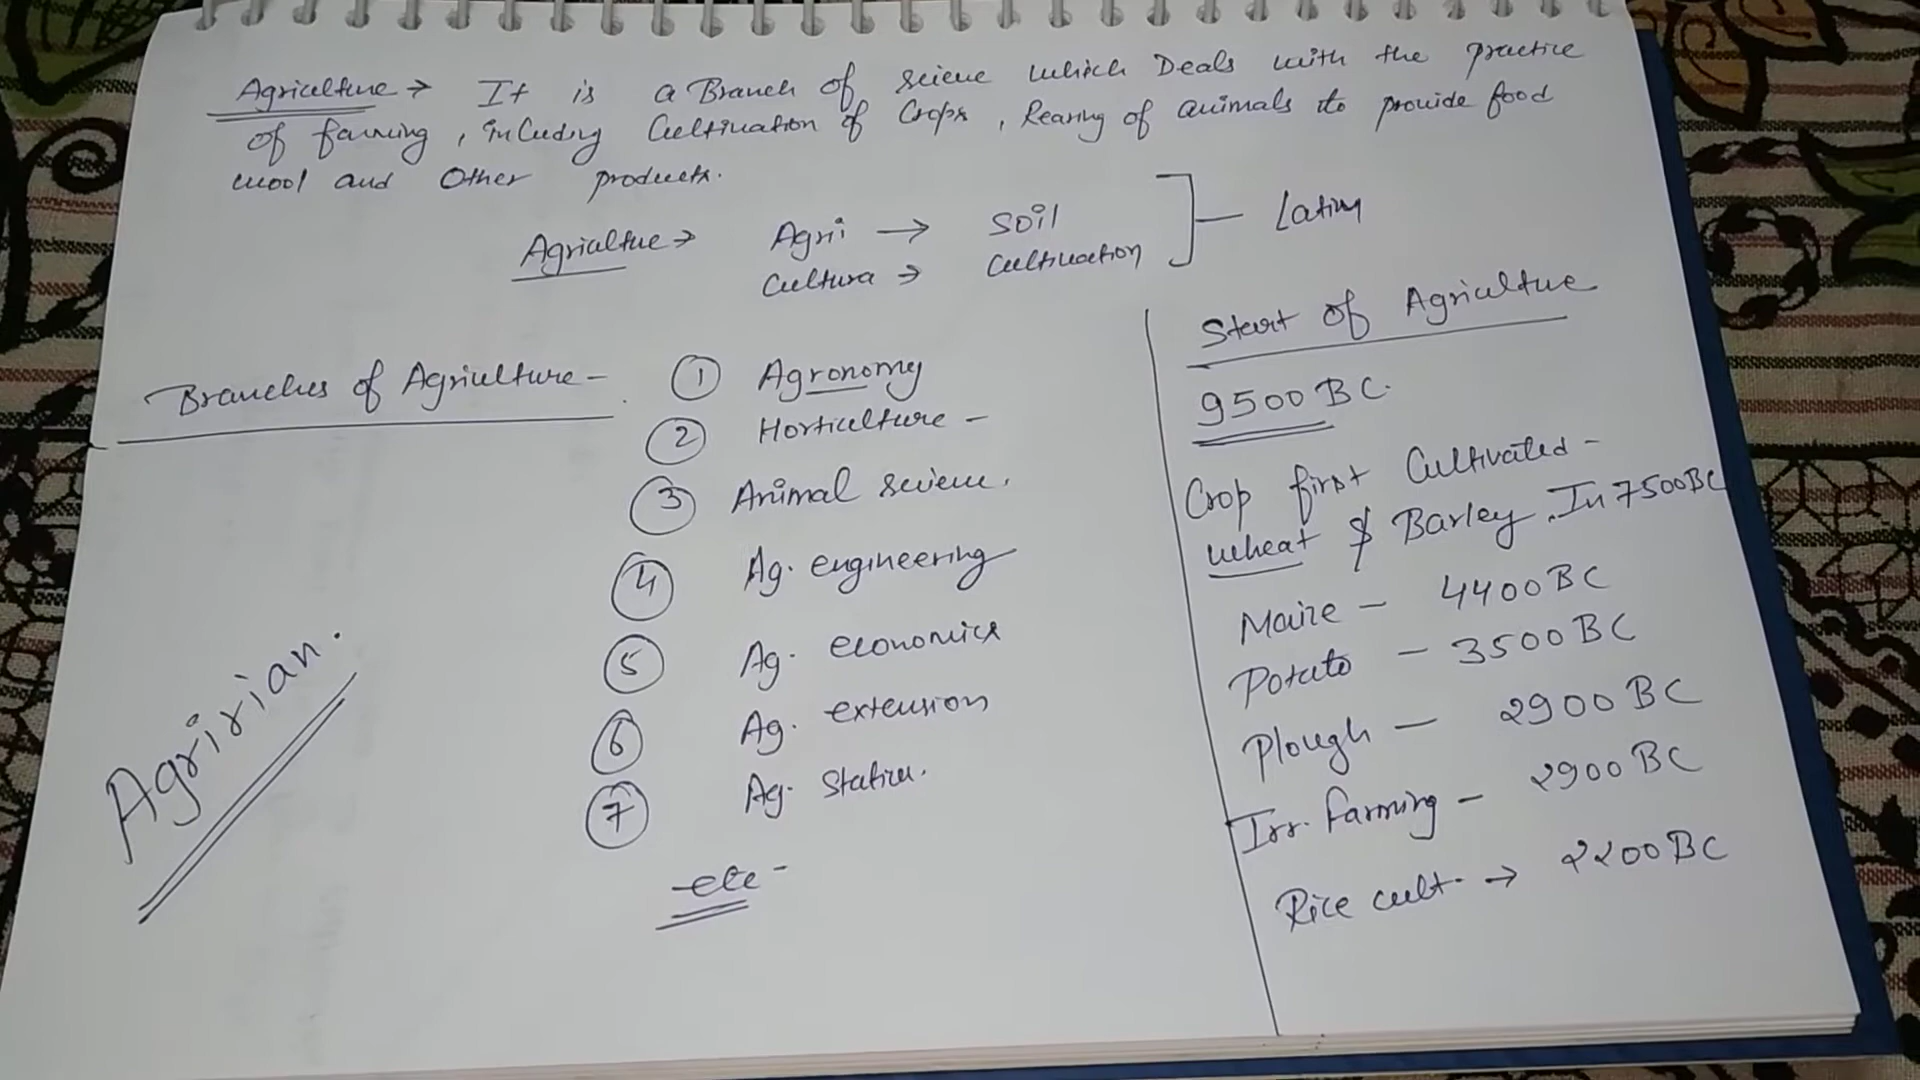 Agriculture → It is a Branch of science which Deals with the practice
of farming, including Cultivation of Crops, Rearing of animals to provide food
wool and Other products.
Agriculture → Agri → Soil
Cultura → Cultivation
Latin
Branches of Agriculture -
① Agronomy
② Horticulture -
③ Animal science.
④ Ag. engineering
⑤ Ag. economics
⑥ Ag. extension
⑦ Ag.
etc -
Agririan.
Start of Agriculture
9500 BC.
Crop first Cultivated -
wheat & Barley. In 7500BC
Maize - 4400 BC
Potato - 3500 BC
Plough - 2900 BC
Irr. farming - 2900 BC
Rice cult. → 2200 BC